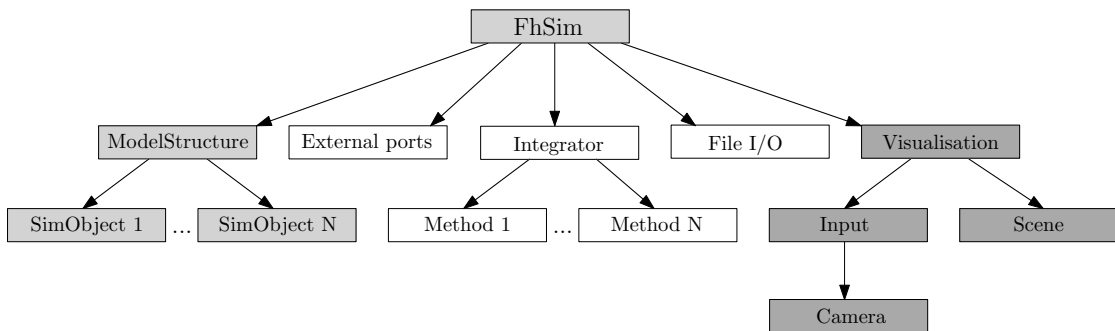 FhSim
ModelStructure
External ports
Integrator
File I/O
Visualisation
SimObject 1
...
SimObject N
Method 1
...
Method N
Input
Scene
Camera